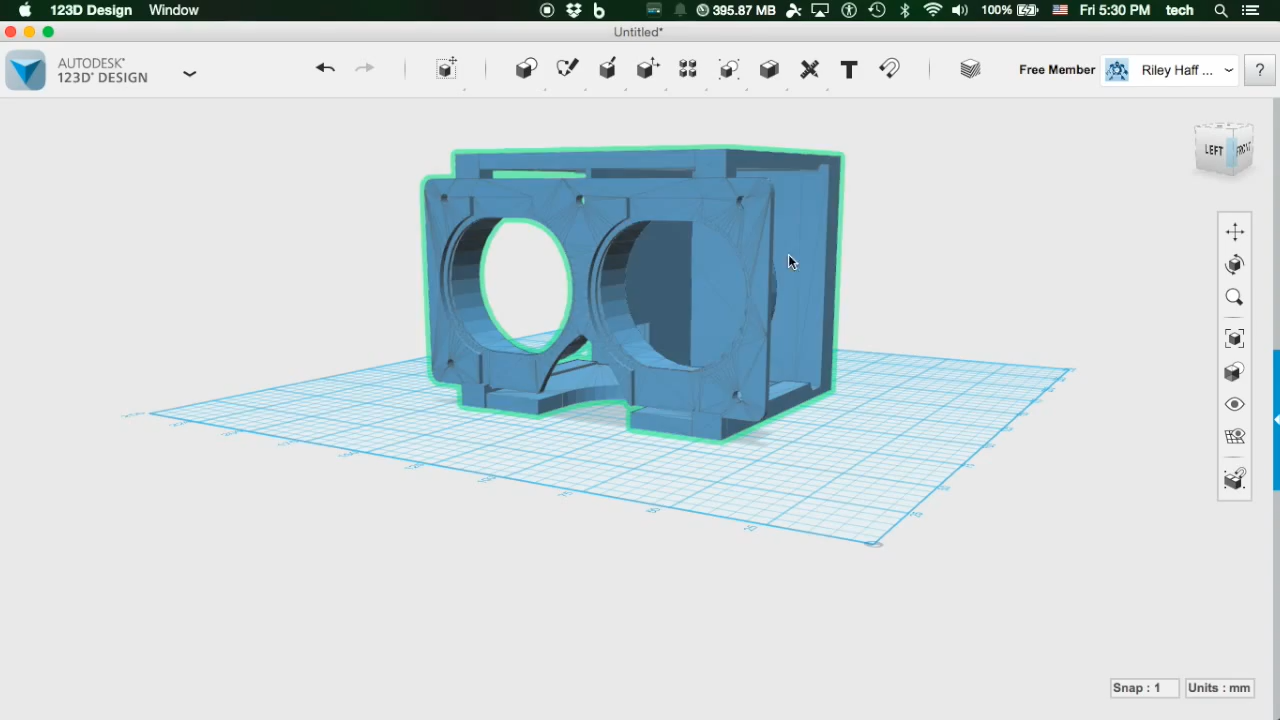 123D Design Window 395.87 MB 100% Fri 5:30 PM tech
Untitled*
AUTODESK®
123D® DESIGN
T
Free Member Riley Haff ... ?
LEFT FRONT
Snap : 1 Units : mm